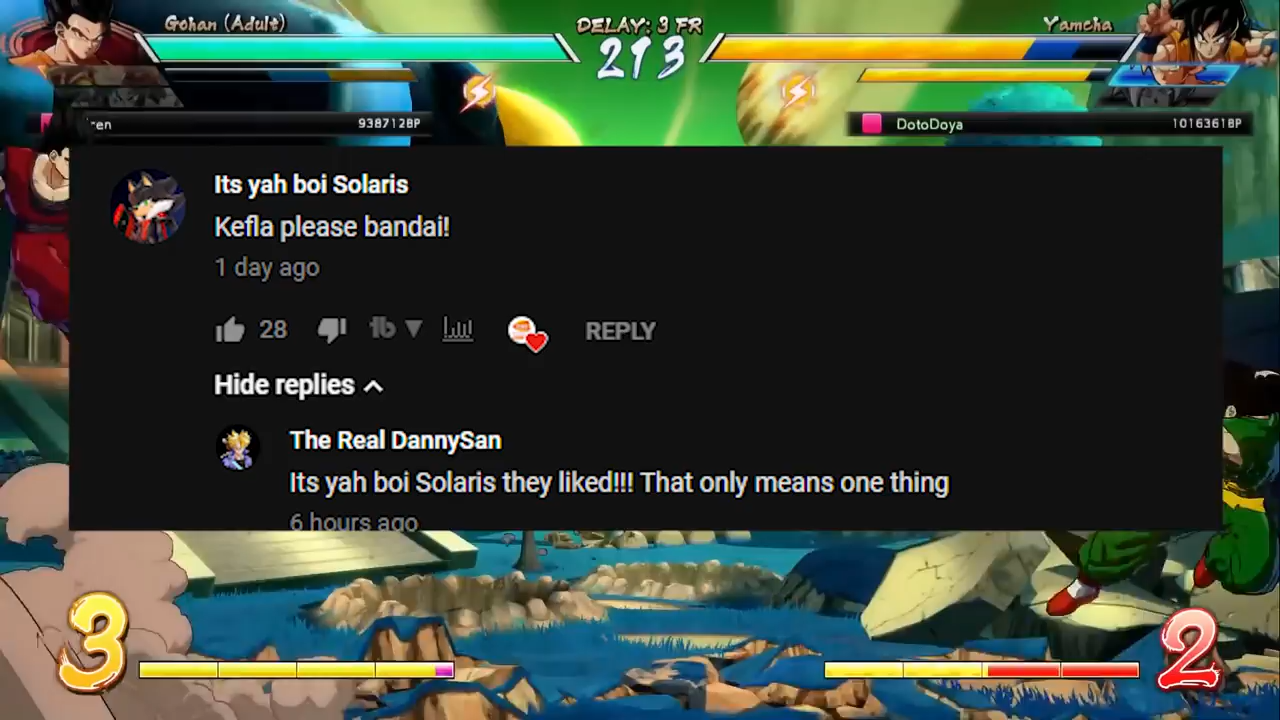 Gohan (Adult)
DELAY: 3 FR
Yamcha
213
ren
938712BP
DotoDoya
1016361BP
Its yah boi Solaris
Kefla please bandai!
1 day ago
28
REPLY
Hide replies
The Real DannySan
Its yah boi Solaris they liked!!! That only means one thing
6 hours ago
3
2